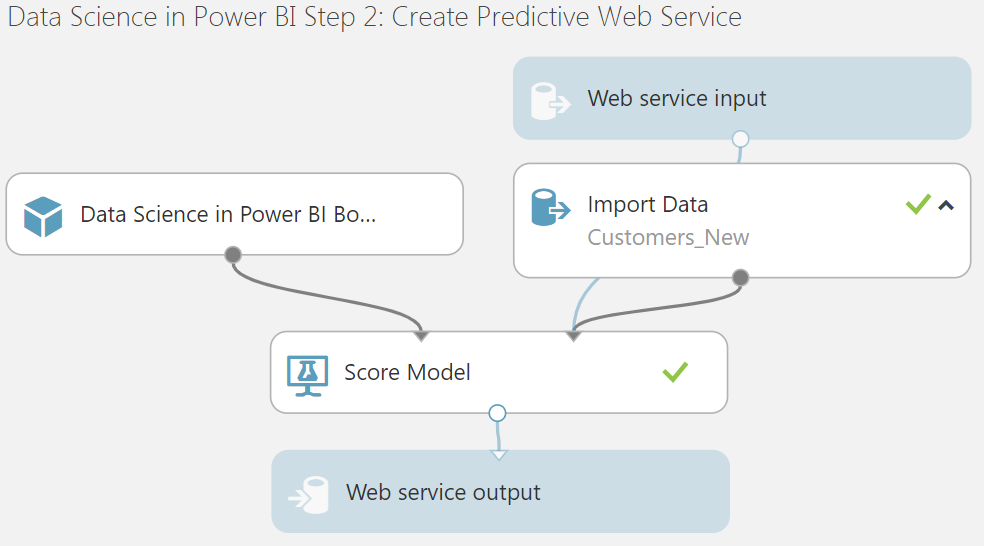 Data Science in Power BI Step 2: Create Predictive Web Service
Web service input
Data Science in Power BI Bo...
Import Data
Customers_New
Score Model
Web service output